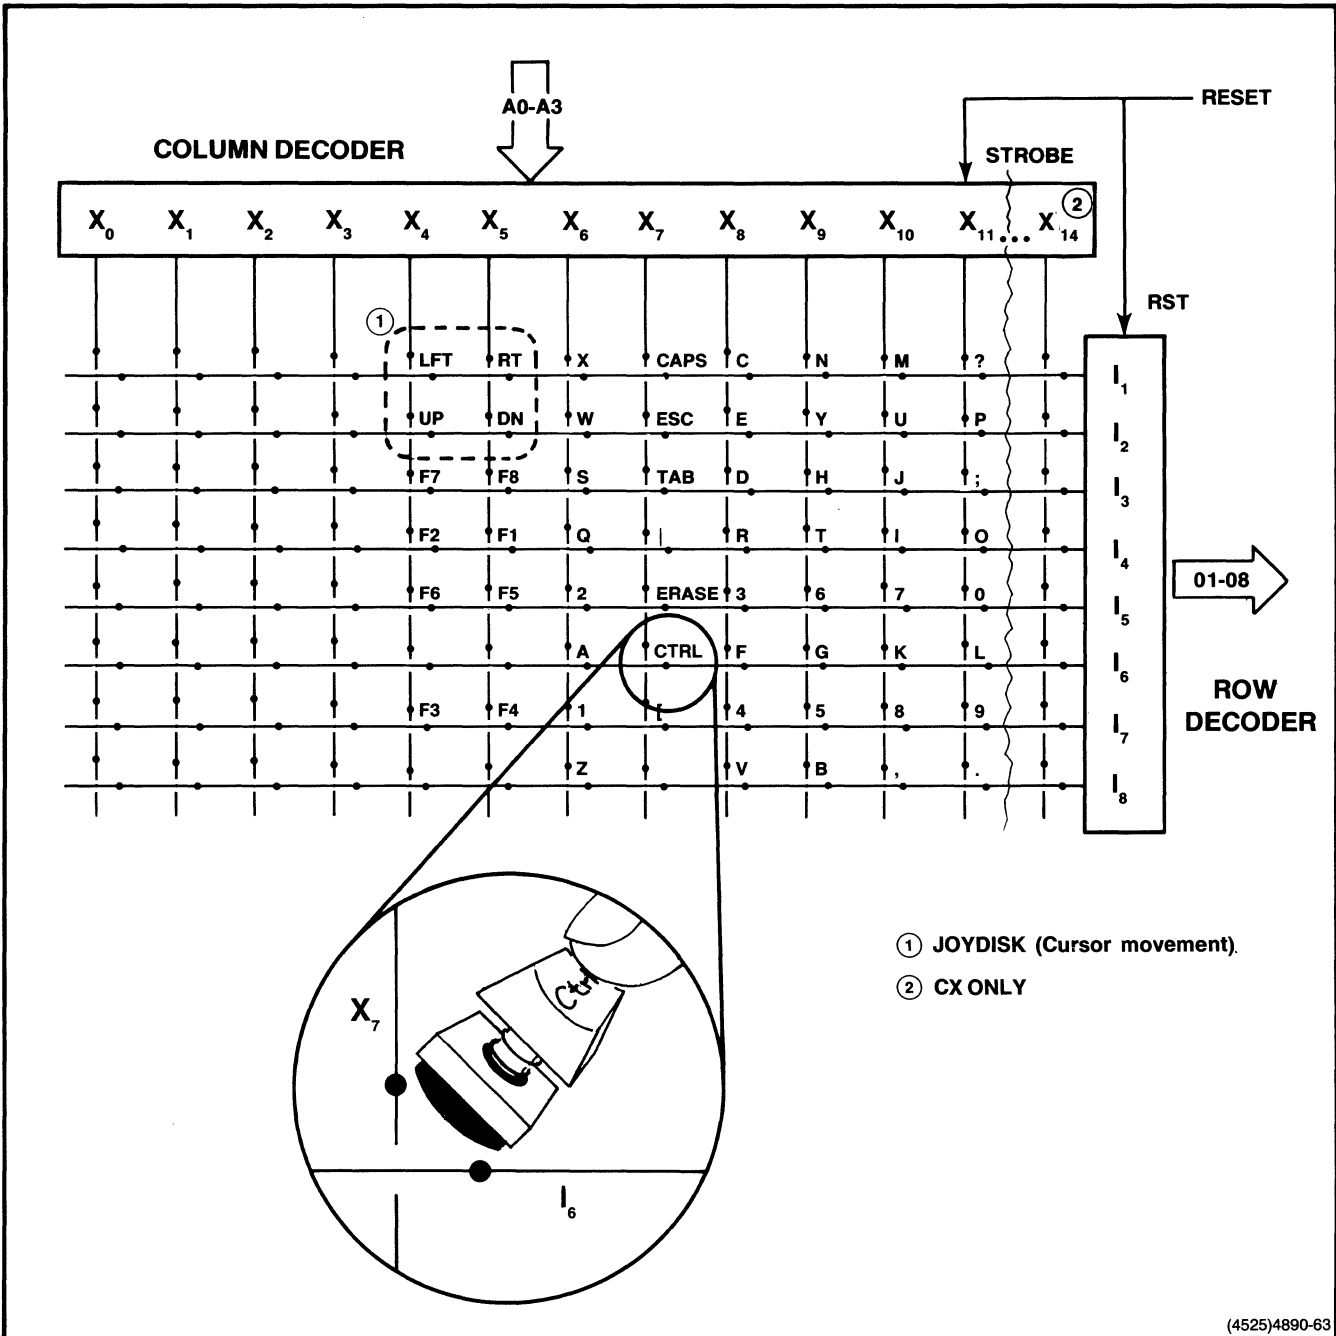 A0-A3
RESET
COLUMN DECODER
STROBE
2
X0 X1 X2 X3 X4 X5 X6 X7 X8 X9 X10 X11 ... X14
RST
1
LFT RT X CAPS C N M ? I1
UP DN W ESC E Y U P I2
F7 F8 S TAB D H J ; I3
F2 F1 Q | R T I O I4
01-08
F6 F5 2 ERASE 3 6 7 0 I5
A CTRL F G K L I6
ROW
DECODER
F3 F4 1 [ 4 5 8 9 I7
Z V B , . I8
1 JOYDISK (Cursor movement).
2 CX ONLY
Ctrl
X7
I6
(4525)4890-63